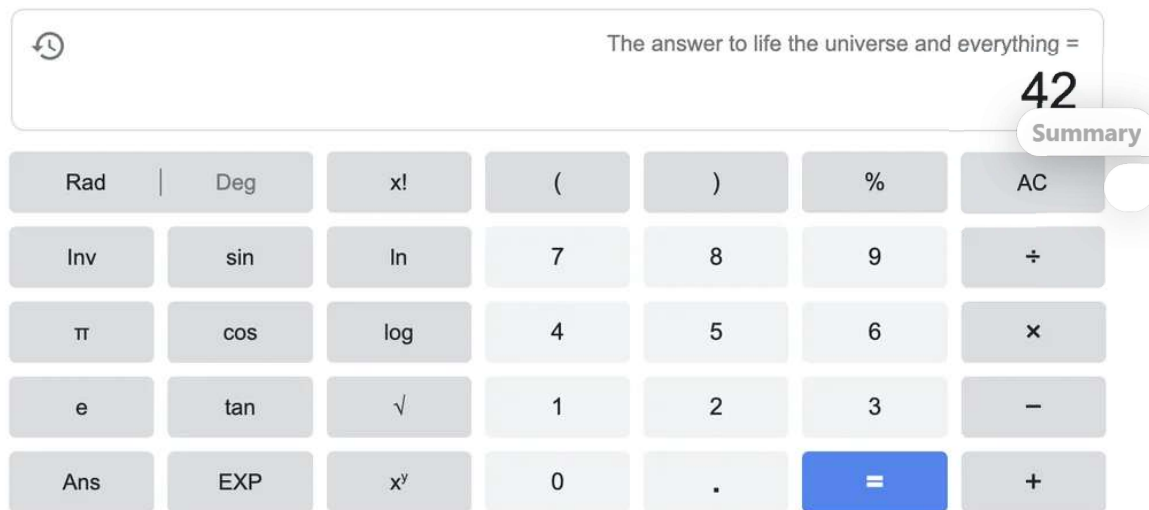 The answer to life the universe and everything =
42
Summary
Rad | Deg x! ( ) % AC
Inv sin ln 7 8 9 ÷
π cos log 4 5 6 ×
e tan √ 1 2 3 −
Ans EXP xʸ 0 . = +